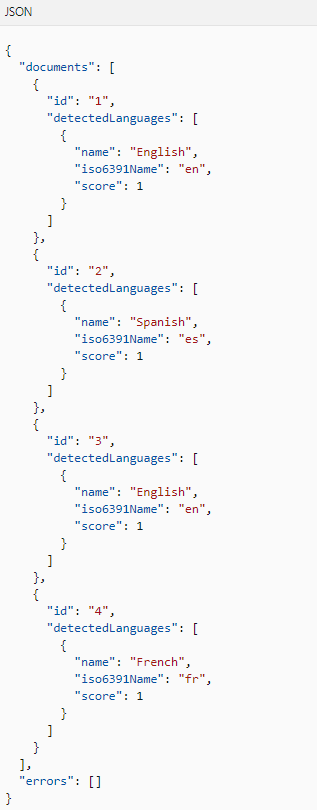 JSON
{
  "documents": [
    {
      "id": "1",
      "detectedLanguages": [
        {
          "name": "English",
          "iso6391Name": "en",
          "score": 1
        }
      ]
    },
    {
      "id": "2",
      "detectedLanguages": [
        {
          "name": "Spanish",
          "iso6391Name": "es",
          "score": 1
        }
      ]
    },
    {
      "id": "3",
      "detectedLanguages": [
        {
          "name": "English",
          "iso6391Name": "en",
          "score": 1
        }
      ]
    },
    {
      "id": "4",
      "detectedLanguages": [
        {
          "name": "French",
          "iso6391Name": "fr",
          "score": 1
        }
      ]
    }
  ],
  "errors": []
}